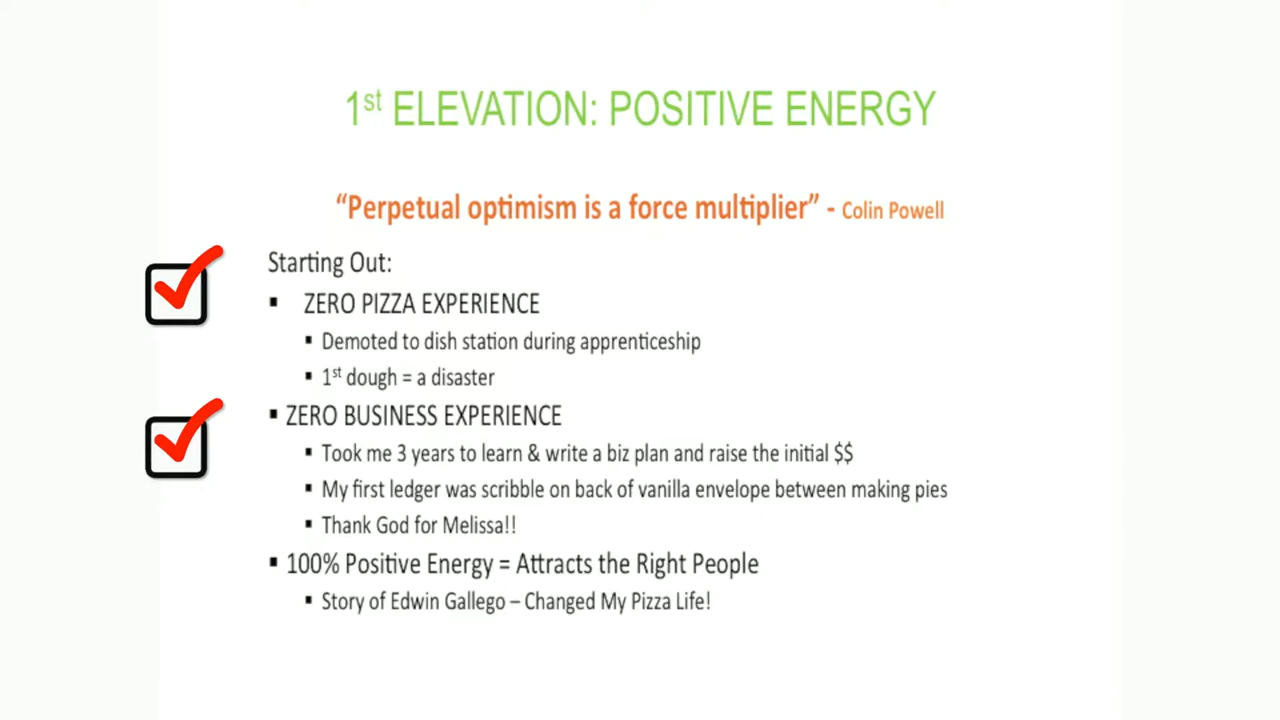 1st ELEVATION: POSITIVE ENERGY
“Perpetual optimism is a force multiplier” - Colin Powell
Starting Out:
▪ ZERO PIZZA EXPERIENCE
▪ Demoted to dish station during apprenticeship
▪ 1st dough = a disaster
▪ ZERO BUSINESS EXPERIENCE
▪ Took me 3 years to learn & write a biz plan and raise the initial $$
▪ My first ledger was scribble on back of vanilla envelope between making pies
▪ Thank God for Melissa!!
▪ 100% Positive Energy = Attracts the Right People
▪ Story of Edwin Gallego – Changed My Pizza Life!